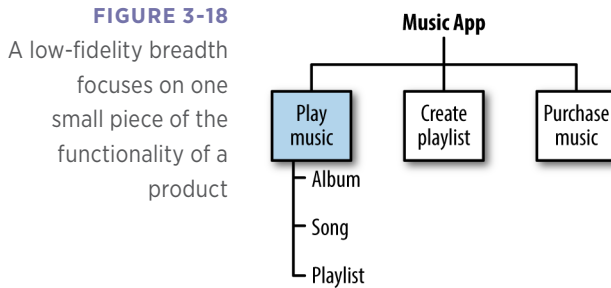 FIGURE 3-18
A low-fidelity breadth
focuses on one
small piece of the
functionality of a
product
Music App
Play
music
Create
playlist
Purchase
music
Album
Song
Playlist